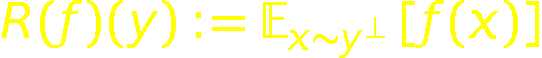 R(f)(y) := 𝔼_{x∼y^⊥} [f(x)]